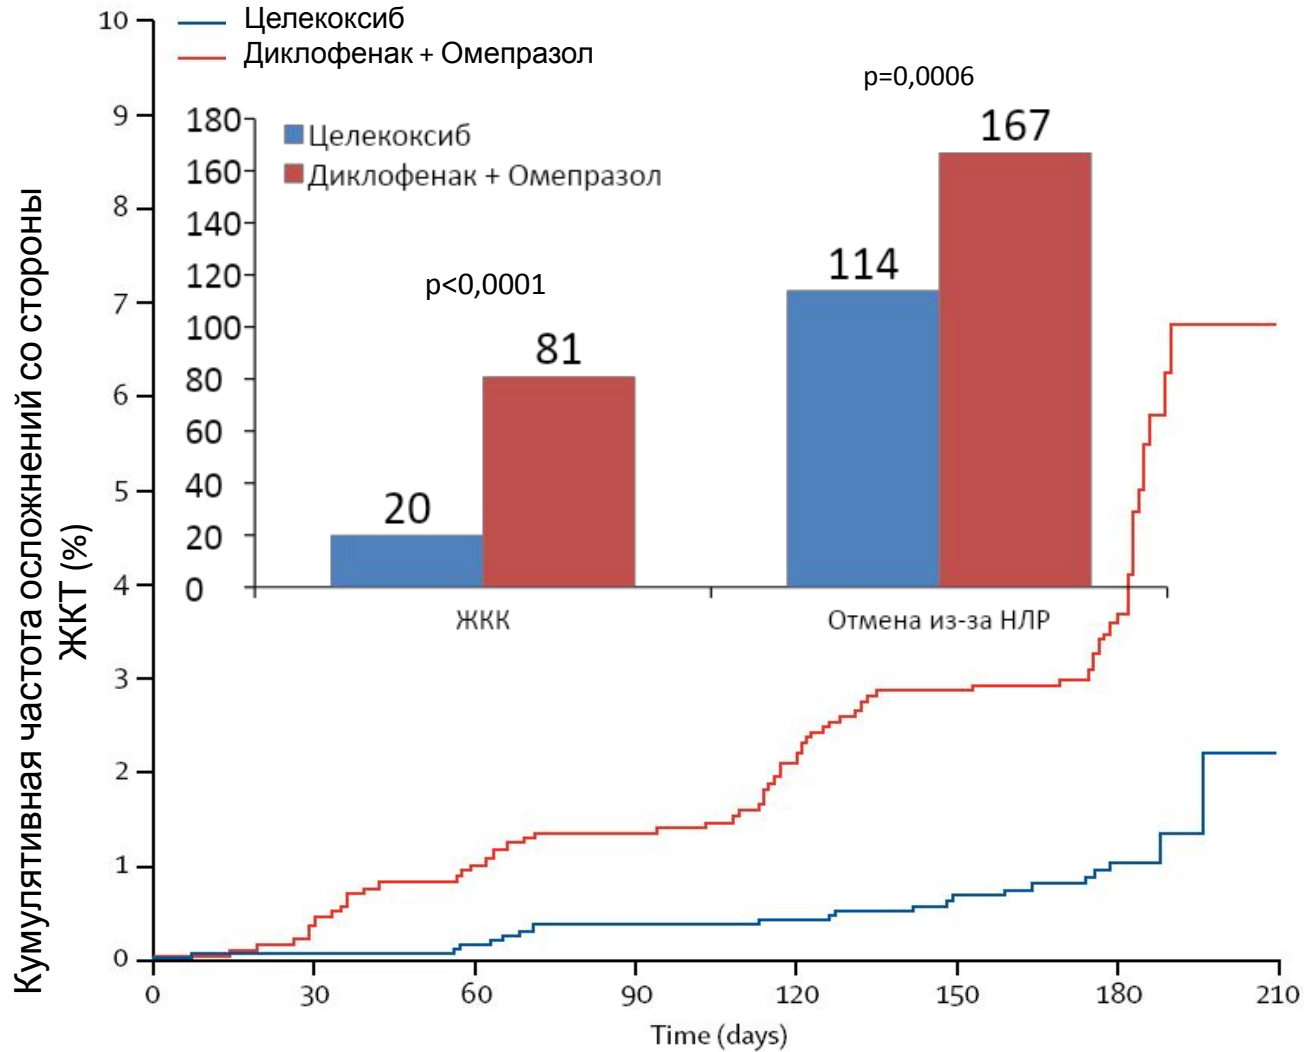 Целекоксиб
Диклофенак + Омепразол
Кумулятивная частота осложнений со стороны
ЖКТ (%)
10
9
8
7
6
5
4
3
2
1
0
0 30 60 90 120 150 180 210
Time (days)
180
160
140
120
100
80
60
40
20
0
Целекоксиб
Диклофенак + Омепразол
p<0,0001
20
81
p=0,0006
114
167
ЖКК
Отмена из-за НЛР